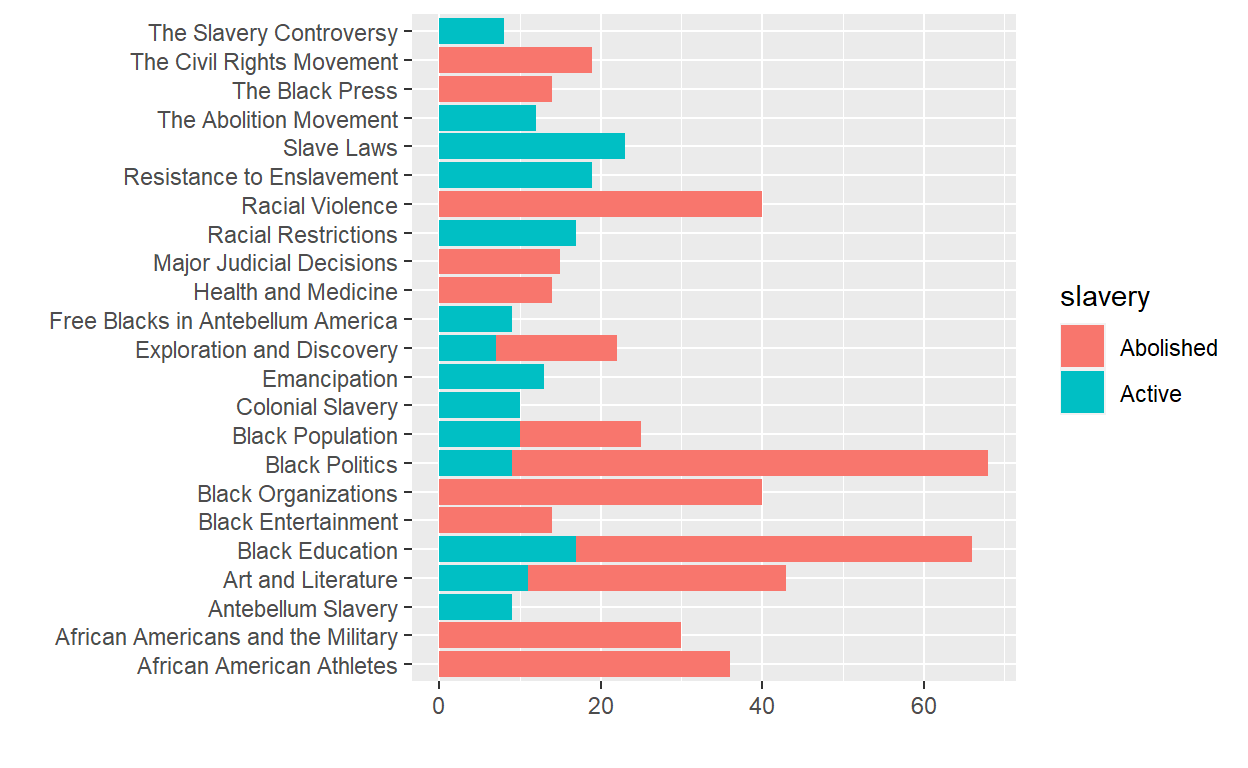 The Slavery Controversy
The Civil Rights Movement
The Black Press
The Abolition Movement
Slave Laws
Resistance to Enslavement
Racial Violence
Racial Restrictions
Major Judicial Decisions
Health and Medicine
Free Blacks in Antebellum America
Exploration and Discovery
Emancipation
Colonial Slavery
Black Population
Black Politics
Black Organizations
Black Entertainment
Black Education
Art and Literature
Antebellum Slavery
African Americans and the Military
African American Athletes
0 20 40 60
slavery
Abolished
Active